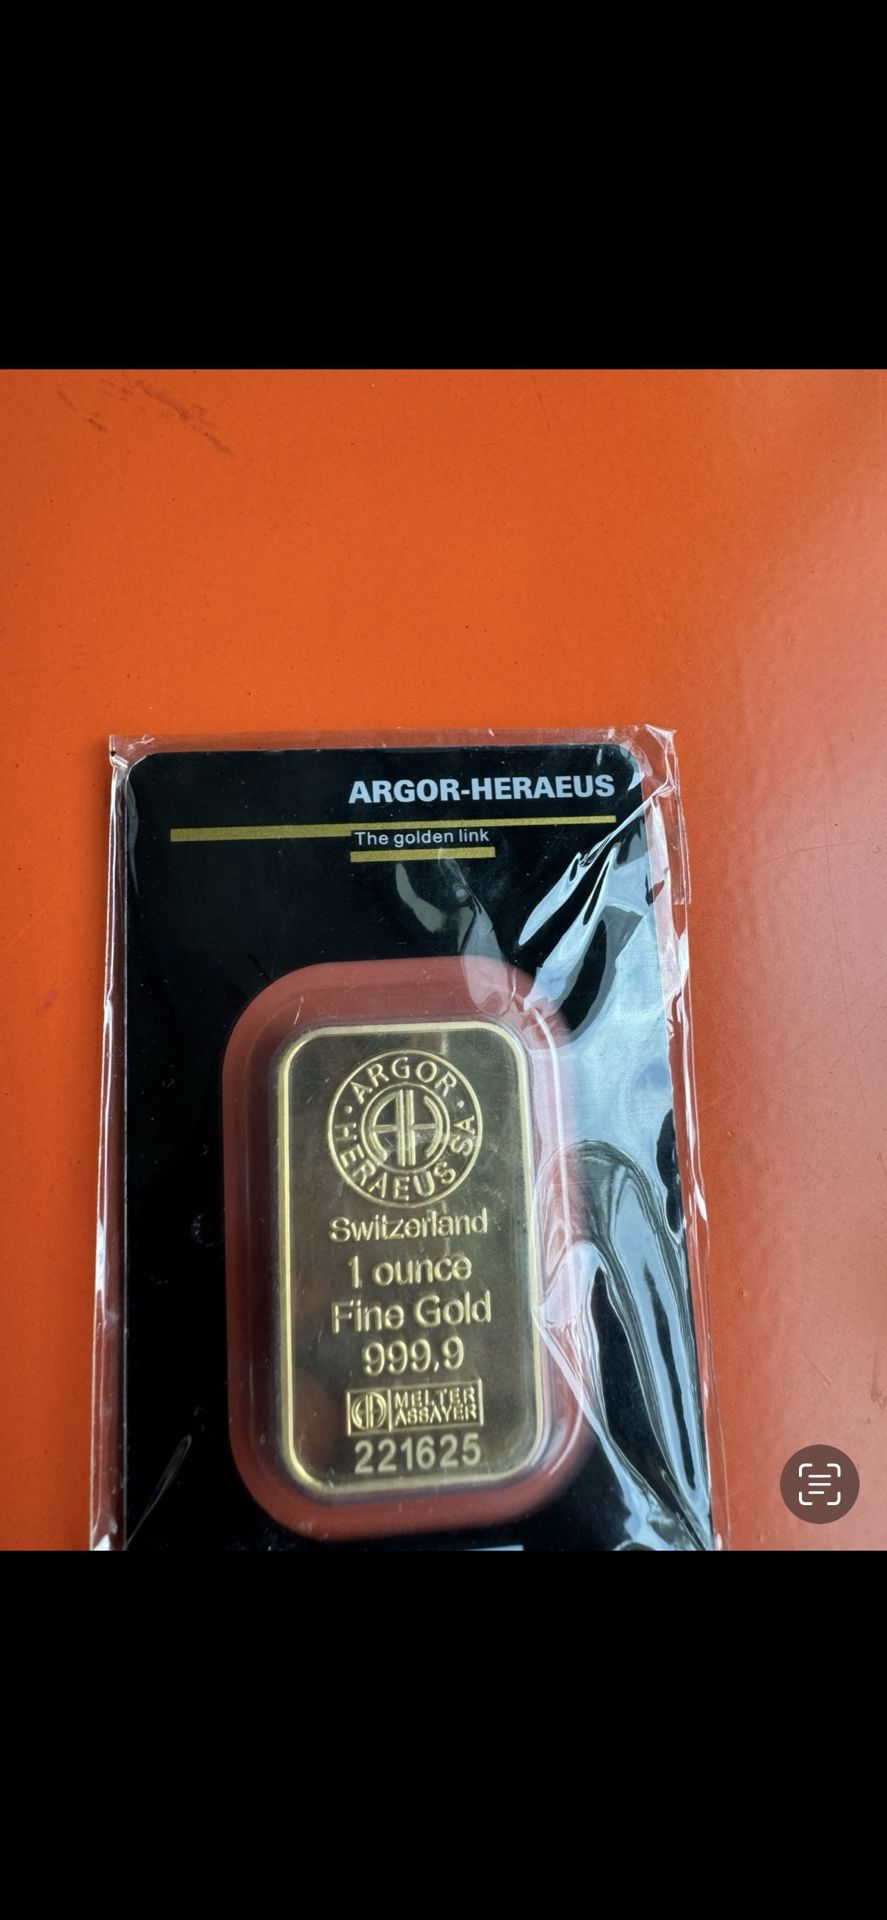 ARGOR-HERAEUS
The golden link
ARGOR
HERAEUS SA
Switzerland
1 ounce
Fine Gold
999,9
MELTER
ASSAYER
221625